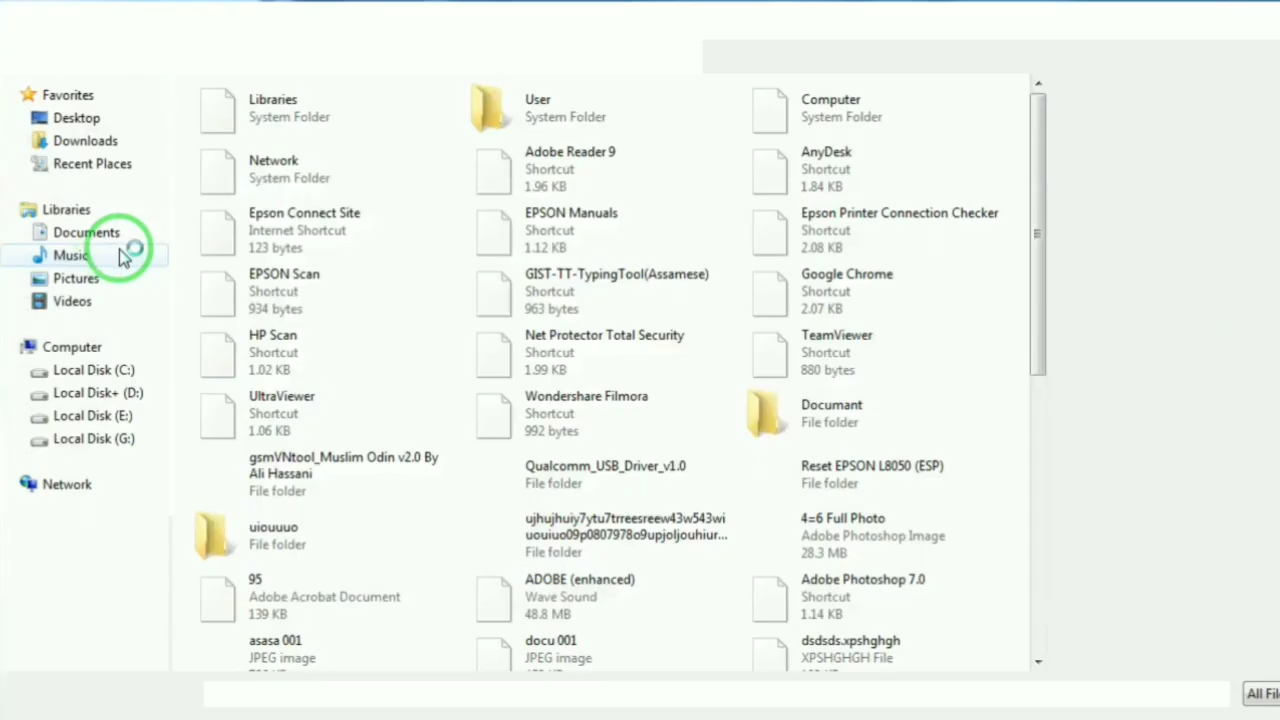 Favorites
Desktop
Downloads
Recent Places
Libraries
Documents
Music
Pictures
Videos
Computer
Local Disk (C:)
Local Disk+ (D:)
Local Disk (E:)
Local Disk (G:)
Network
Libraries
System Folder
User
System Folder
Computer
System Folder
Network
System Folder
Adobe Reader 9
Shortcut
1.96 KB
AnyDesk
Shortcut
1.84 KB
Epson Connect Site
Internet Shortcut
123 bytes
EPSON Manuals
Shortcut
1.12 KB
Epson Printer Connection Checker
Shortcut
2.08 KB
EPSON Scan
Shortcut
934 bytes
GIST-TT-TypingTool(Assamese)
Shortcut
963 bytes
Google Chrome
Shortcut
2.07 KB
HP Scan
Shortcut
1.02 KB
Net Protector Total Security
Shortcut
1.99 KB
TeamViewer
Shortcut
880 bytes
UltraViewer
Shortcut
1.06 KB
Wondershare Filmora
Shortcut
992 bytes
Documant
File folder
gsmVNtool_Muslim Odin v2.0 By
Ali Hassani
File folder
Qualcomm_USB_Driver_v1.0
File folder
Reset EPSON L8050 (ESP)
File folder
uiouuuo
File folder
ujhujhuiy7ytu7trreesreew43w543wi
uouiuo09p0807978o9upjoljouhiur...
File folder
4=6 Full Photo
Adobe Photoshop Image
28.3 MB
95
Adobe Acrobat Document
139 KB
ADOBE (enhanced)
Wave Sound
48.8 MB
Adobe Photoshop 7.0
Shortcut
1.14 KB
asasa 001
JPEG image
docu 001
JPEG image
dsdsds.xpshghgh
XPSHGHGH File
All Fil